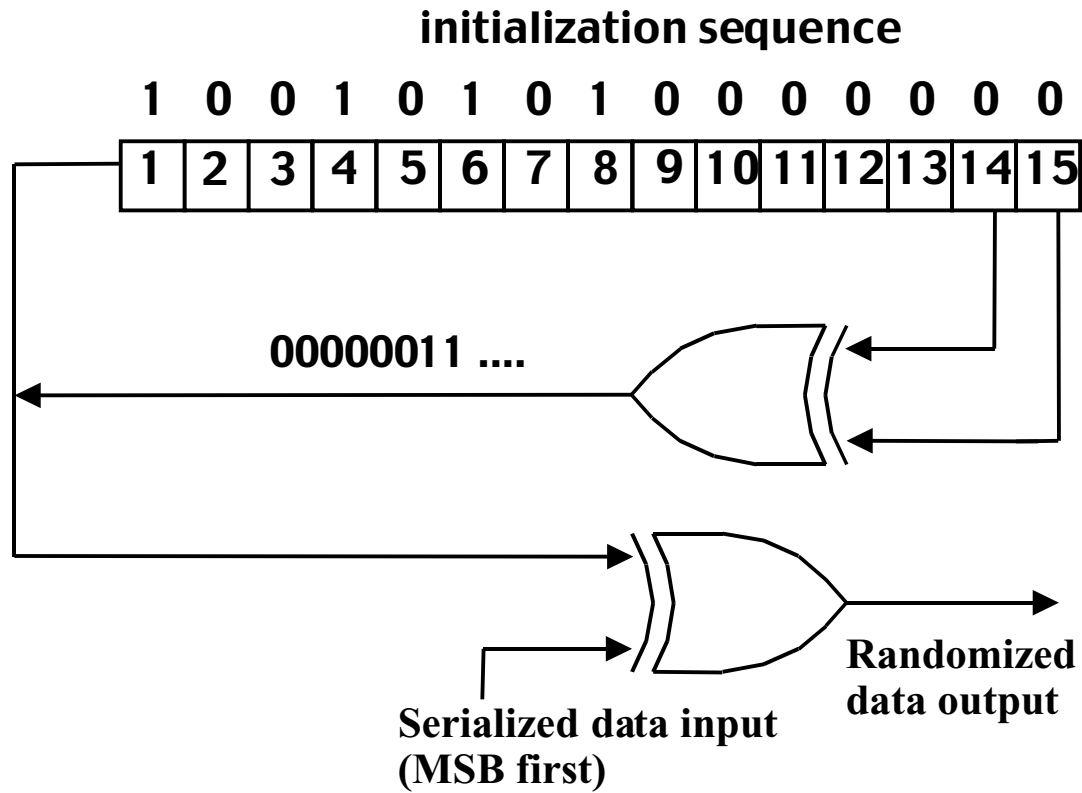 initialization sequence
1 0 0 1 0 1 0 1 0 0 0 0 0 0 0
1 2 3 4 5 6 7 8 9 10 11 12 13 14 15
00000011 ....
Serialized data input
(MSB first)
Randomized
data output